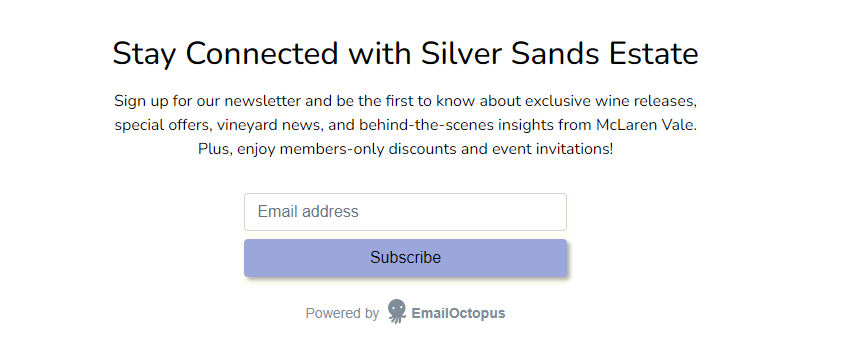 Stay Connected with Silver Sands Estate
Sign up for our newsletter and be the first to know about exclusive wine releases,
special offers, vineyard news, and behind-the-scenes insights from McLaren Vale.
Plus, enjoy members-only discounts and event invitations!
Email address
Subscribe
Powered by EmailOctopus